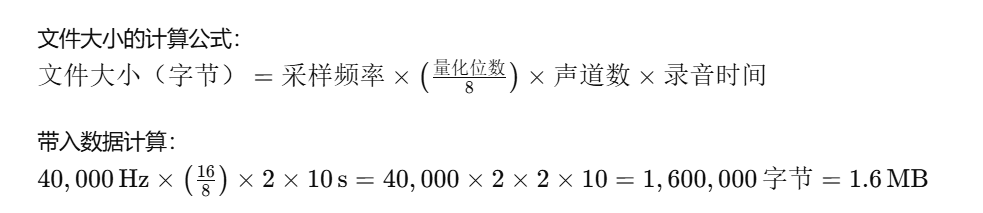 文件大小的计算公式：
文件大小（字节） = 采样频率 × (量化位数/8) × 声道数 × 录音时间
带入数据计算：
40,000 Hz × (16/8) × 2 × 10 s = 40,000 × 2 × 2 × 10 = 1,600,000 字节 = 1.6 MB